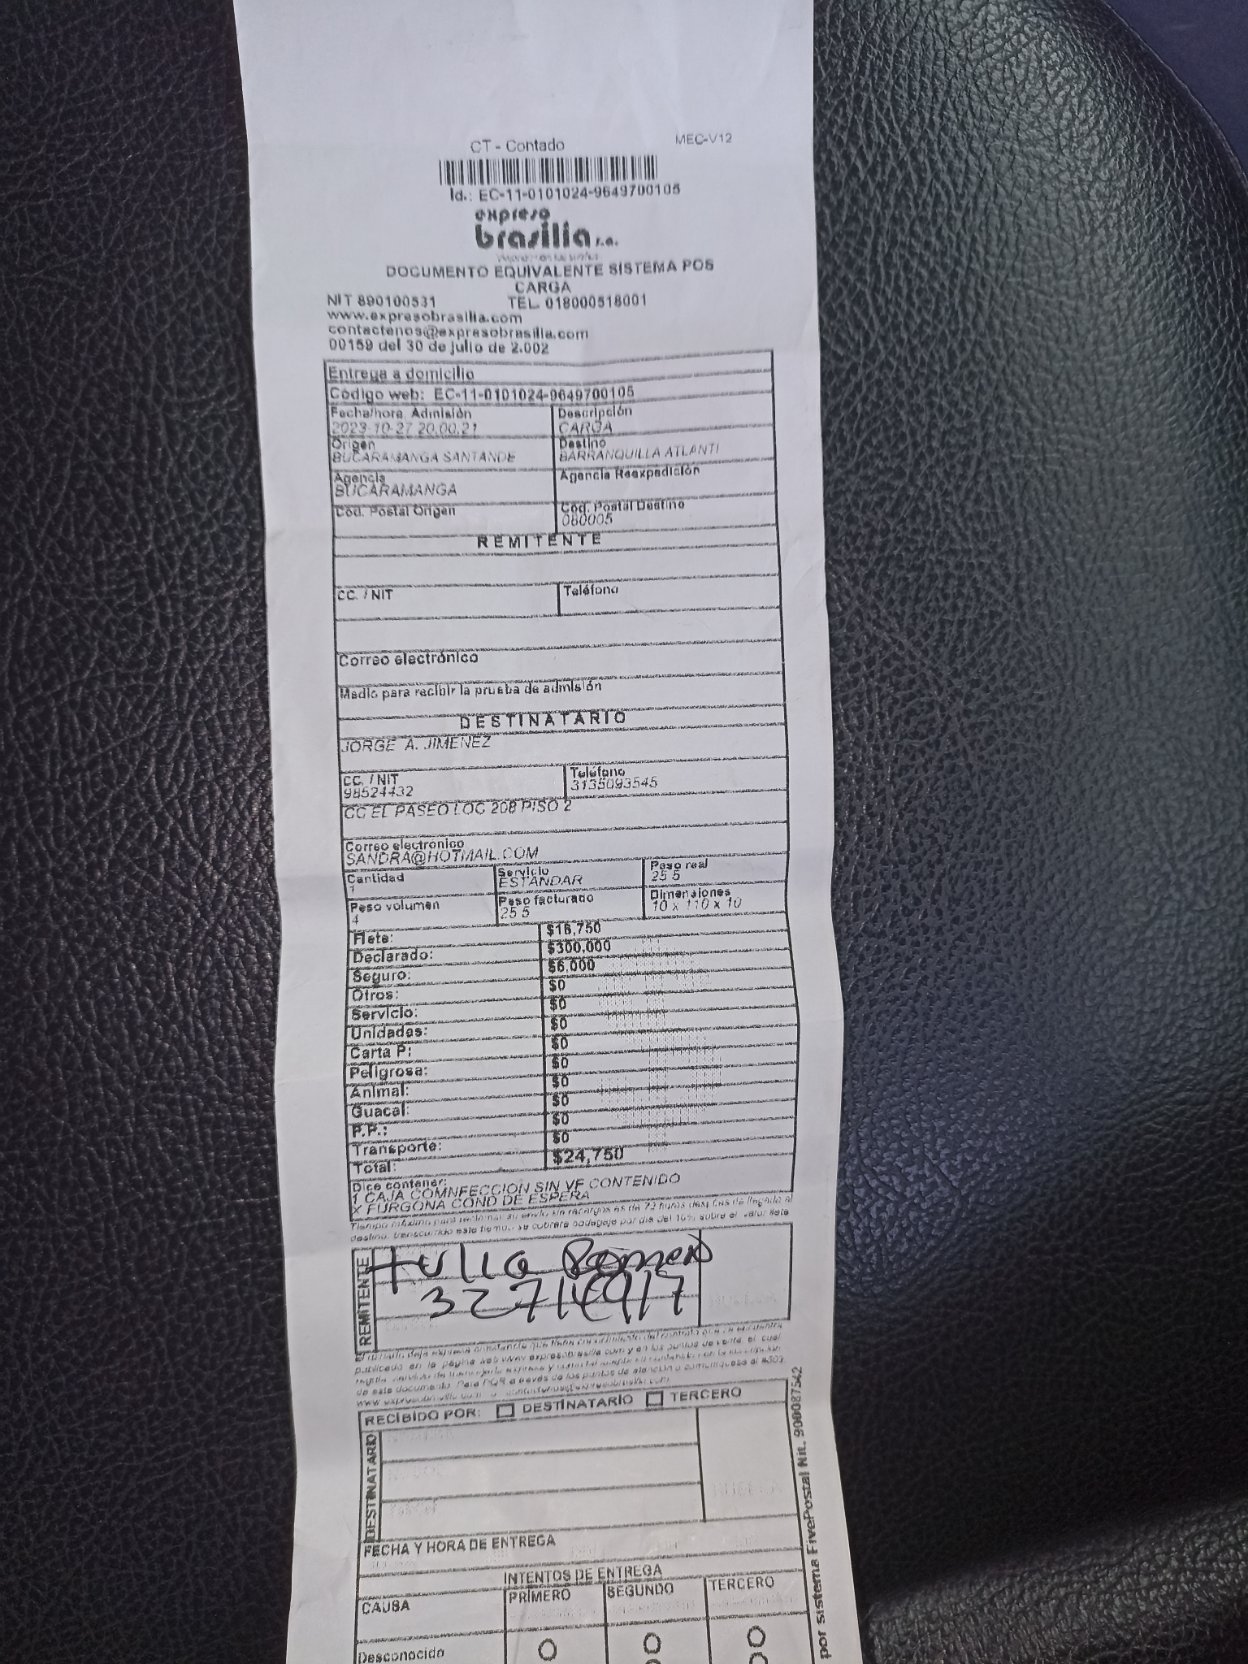 CT - Contado MEC-V12
Id.: EC-11-0101024-9649700105
expreso
brasilia s.a.
DOCUMENTO EQUIVALENTE SISTEMA POS
CARGA
NIT 890100531 TEL. 018000518001
www.expresobrasilia.com
contactenos@expresobrasilia.com
00159 del 30 de julio de 2.002
Entrega a domicilio
Código web: EC-11-0101024-9649700105
Fecha/hora Admisión Descripción
2023-10-27 20.00.21 CARGA
Origen Destino
BUCARAMANGA SANTANDE BARRANQUILLA ATLANTI
Agencia Agencia Reexpedición
BUCARAMANGA
Cod. Postal Origen Cod. Postal Destino
080005
REMITENTE
CC. / NIT Teléfono
Correo electrónico
Medio para recibir la prueba de admisión
DESTINATARIO
JORGE A. JIMENEZ
CC. / NIT Teléfono
98524432 3135093545
CC EL PASEO LOC 208 PISO 2
Correo electrónico
SANDRA@HOTMAIL.COM
Cantidad Servicio Peso real
1 ESTANDAR 25.5
Peso volumen Peso facturado Dimensiones
4 25.5 10 x 110 x 10
Flete: $18,750
Declarado: $300,000
Seguro: $6,000
Otros: $0
Servicio: $0
Unidades: $0
Carta P: $0
Peligrosa: $0
Animal: $0
Guacal: $0
P.P.: $0
Transporte: $0
Total: $24,750
Dice contener:
1 CAJA COMNFECCION SIN VF CONTENIDO
X FURGONA COND DE ESPERA
REMITENTE
Tulia Romero
32714917
RECIBIDO POR: DESTINATARIO TERCERO
DESTINATARIO
FECHA Y HORA DE ENTREGA
INTENTOS DE ENTREGA
CAUSA PRIMERO SEGUNDO TERCERO
Desconocido
por sistema FivePostal Nit. 900087542